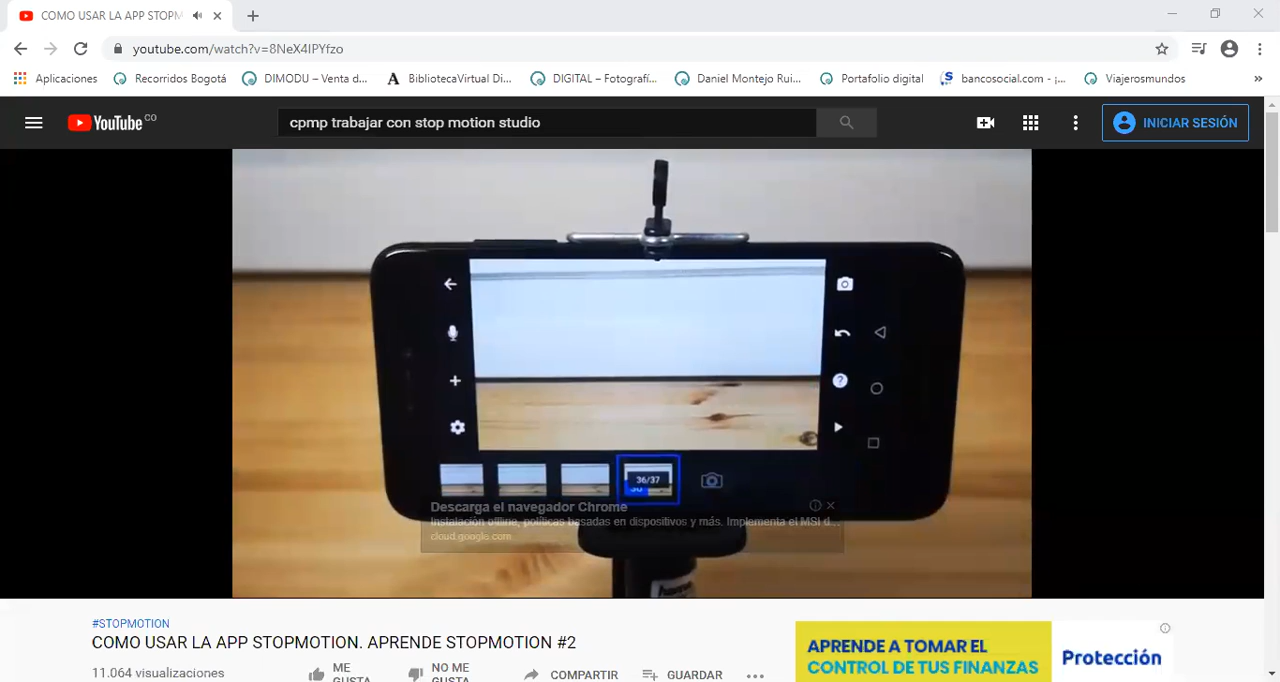 COMO USAR LA APP STOPM
youtube.com/watch?v=8NeX4IPYfzo
Aplicaciones Recorridos Bogotá DIMODU – Venta d... BibliotecaVirtual Di... DIGITAL – Fotografí... Daniel Montejo Rui... Portafolio digital bancosocial.com - ¡... Viajerosmundos »
YouTube CO
cpmp trabajar con stop motion studio
INICIAR SESIÓN
36/37
Descarga el navegador Chrome
Instalación offline, políticas basadas en dispositivos y más. Implementa el MSI d...
cloud.google.com
#STOPMOTION
COMO USAR LA APP STOPMOTION. APRENDE STOPMOTION #2
11.064 visualizaciones
ME GUSTA
NO ME GUSTA
COMPARTIR
GUARDAR
APRENDE A TOMAR EL
CONTROL DE TUS FINANZAS
Protección